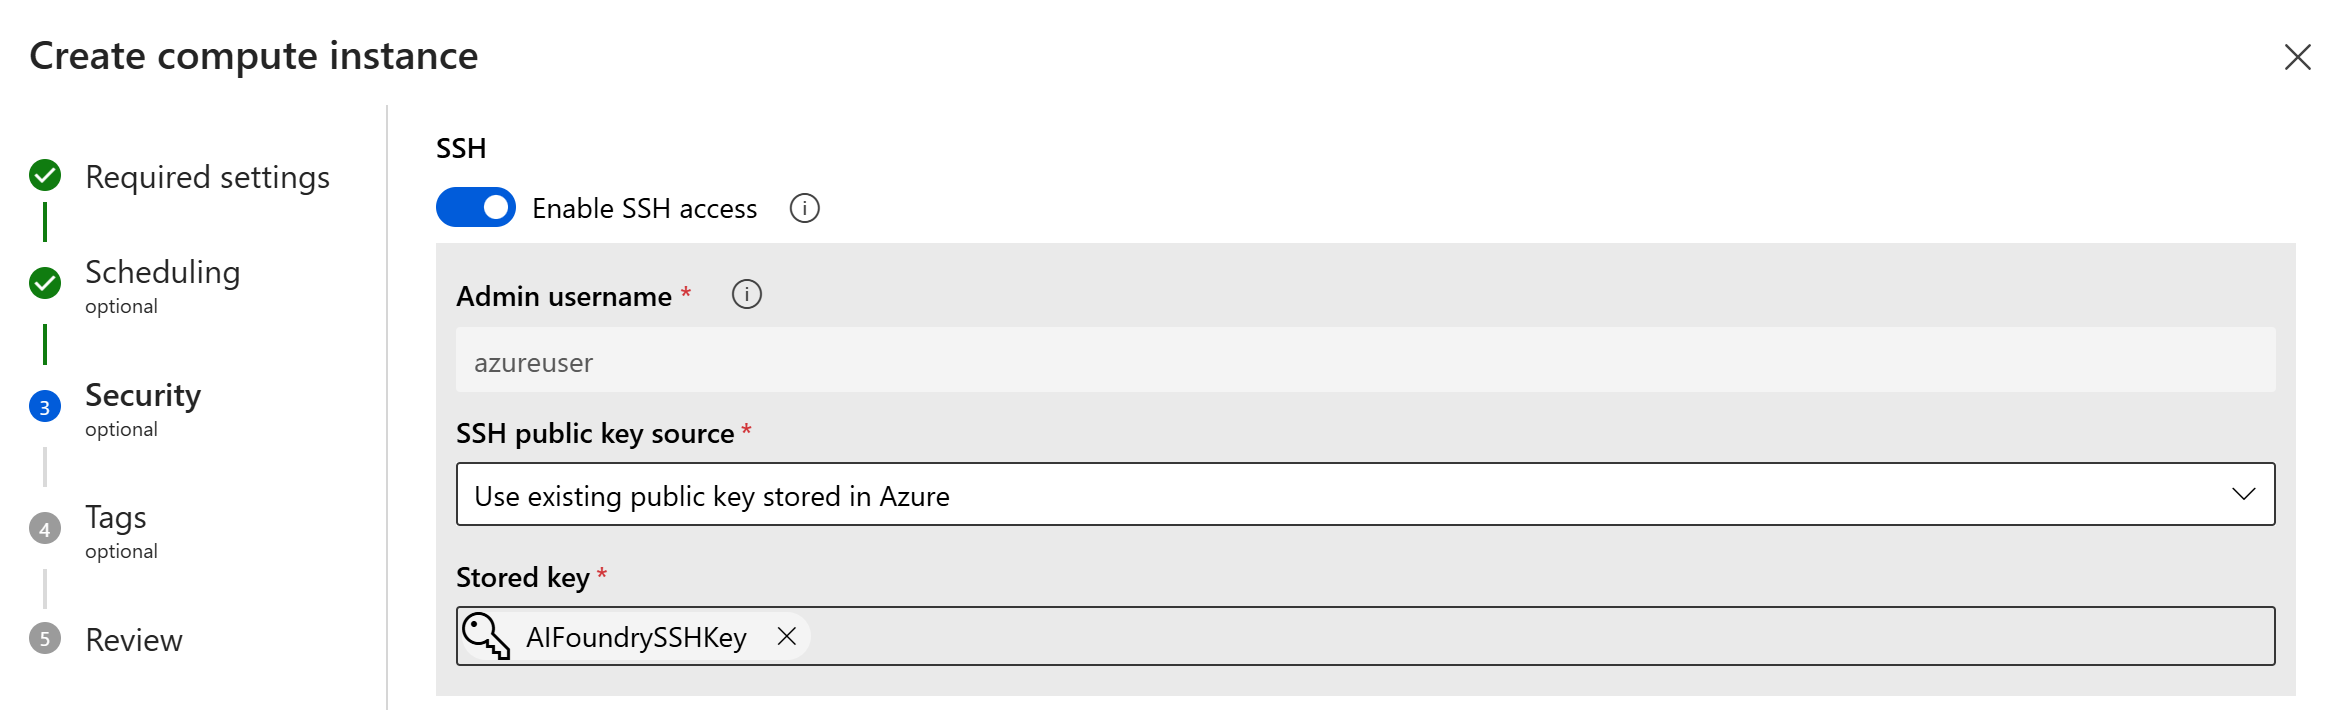 Create compute instance
Required settings
Scheduling
optional
3
Security
optional
4
Tags
optional
5
Review
SSH
Enable SSH access
Admin username *
azureuser
SSH public key source *
Use existing public key stored in Azure
Stored key *
AIFoundrySSHKey